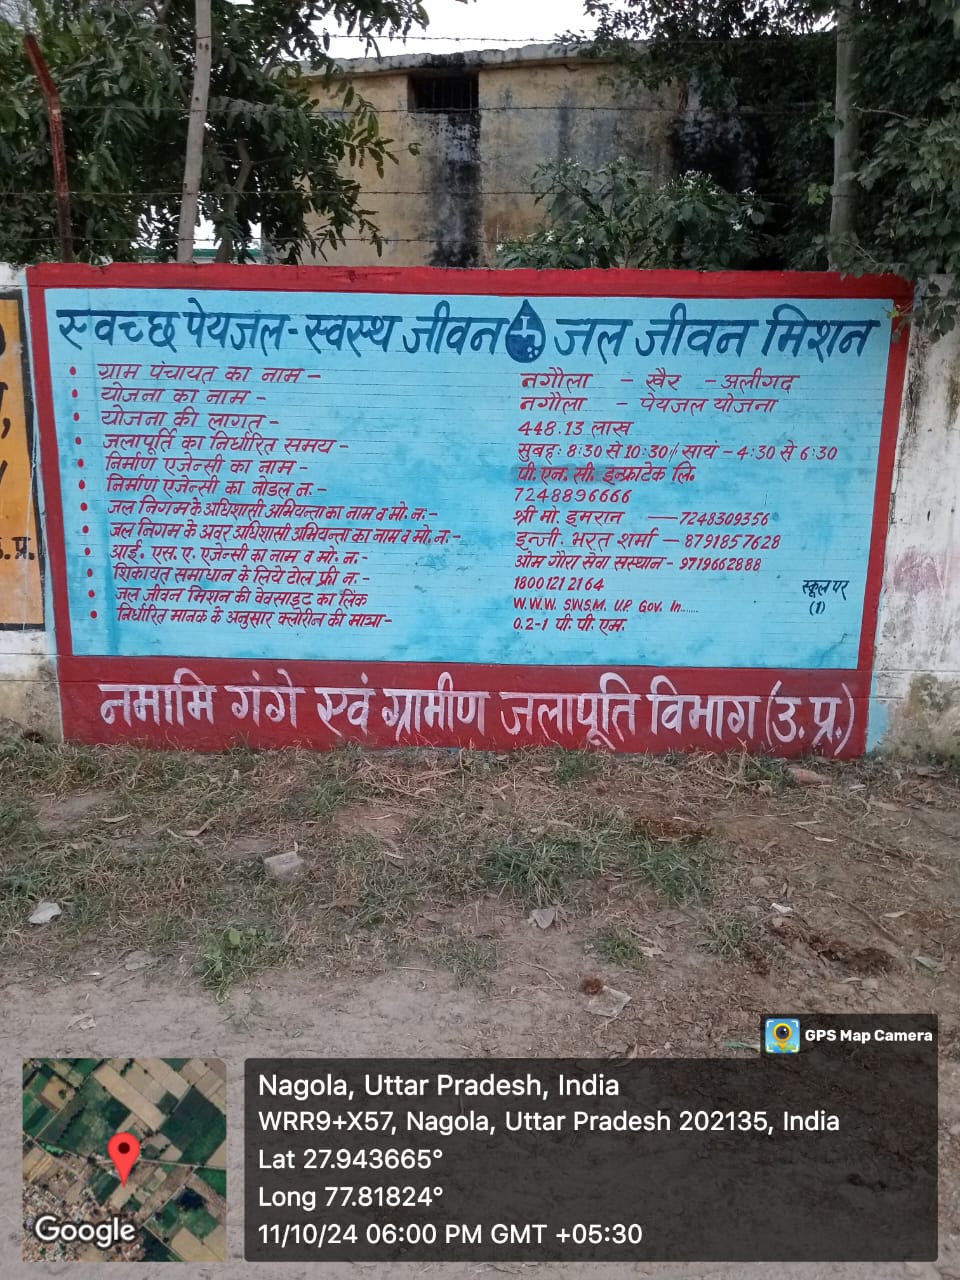 स्वच्छ पेयजल - स्वस्थ जीवन जल जीवन मिशन
• ग्राम पंचायत का नाम – नगौला – खैर – अलीगढ
• योजना का नाम – नगौला – पेयजल योजना
• योजना की लागत – 448.13 लाख
• जलापूर्ति का निर्धारित समय – सुबह: 8:30 से 10:30 / सायं – 4:30 से 6:30
• निर्माण एजेन्सी का नाम – पी. एन. सी. इन्फ्राटेक लि.
• निर्माण एजेन्सी का नोडल न. – 7248896666
• जल निगम के अधिशासी अभियन्ता का नाम व मो. न. – श्री मो. इमरान — 7248309356
• जल निगम के अवर अधिशासी अभियन्ता का नाम व मो. न. – इन्जी. भरत शर्मा – 8791857628
• आई. एस. ए. एजेन्सी का नाम व मो. न. – ओम गौरा सेवा सस्थान – 9719662888
• शिकायत समाधान के लिये टोल फ्री न. – 1800 121 2164
• जल जीवन मिशन की वेवसाइट का लिंक W.W.W. SWSM. U.P. Gov. In......
• निर्धारित मानक के अनुसार क्लोरीन की मात्रा – 0.2-1 पी. पी. एम.
स्कूल पर
(1)
नमामि गंगे एवं ग्रामीण जलापूर्ति विभाग (उ. प्र.)
उ.प्र.
GPS Map Camera
Nagola, Uttar Pradesh, India
WRR9+X57, Nagola, Uttar Pradesh 202135, India
Lat 27.943665°
Long 77.81824°
11/10/24 06:00 PM GMT +05:30
Google